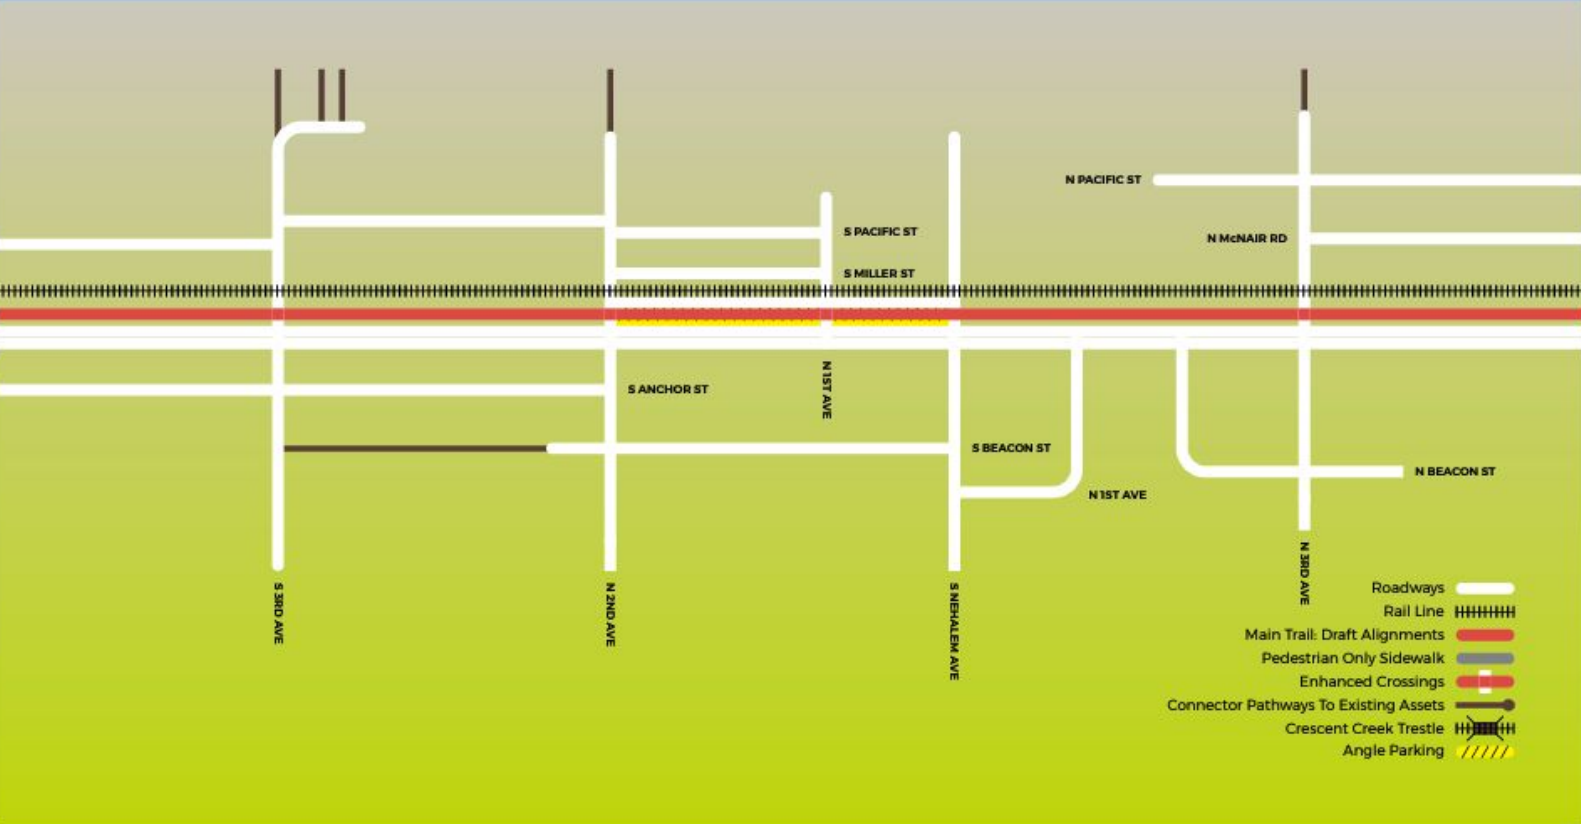 N PACIFIC ST
S PACIFIC ST
N McNAIR RD
S MILLER ST
N 1ST AVE
S ANCHOR ST
S BEACON ST
N BEACON ST
N 1ST AVE
S 3RD AVE
N 2ND AVE
S NEHALEM AVE
N 3RD AVE
Roadways
Rail Line
Main Trail: Draft Alignments
Pedestrian Only Sidewalk
Enhanced Crossings
Connector Pathways To Existing Assets
Crescent Creek Trestle
Angle Parking